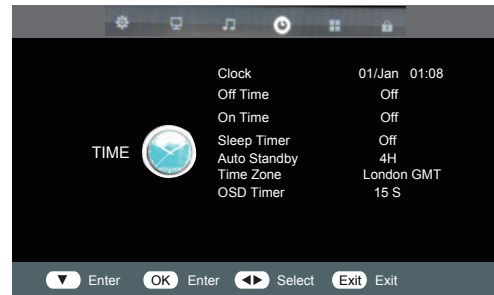 Clock 01/Jan 01:08
Off Time Off
On Time Off
Sleep Timer Off
TIME
Auto Standby 4H
Time Zone London GMT
OSD Timer 15 S
Enter OK Enter Select Exit Exit